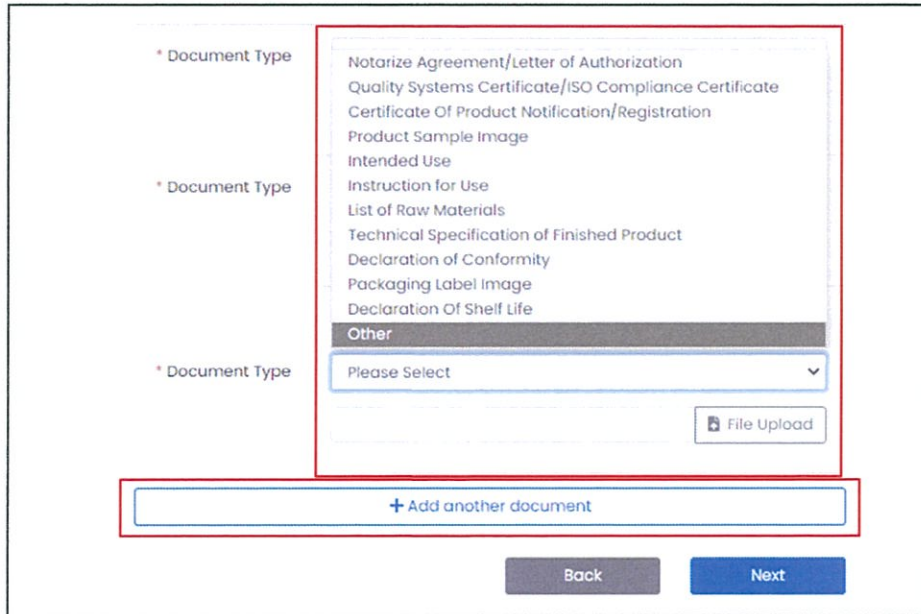 * Document Type
Notarize Agreement/Letter of Authorization
Quality Systems Certificate/ISO Compliance Certificate
Certificate Of Product Notification/Registration
Product Sample Image
Intended Use
* Document Type
Instruction for Use
List of Raw Materials
Technical Specification of Finished Product
Declaration of Conformity
Packaging Label Image
Declaration Of Shelf Life
Other
* Document Type
Please Select
File Upload
+ Add another document
Back
Next